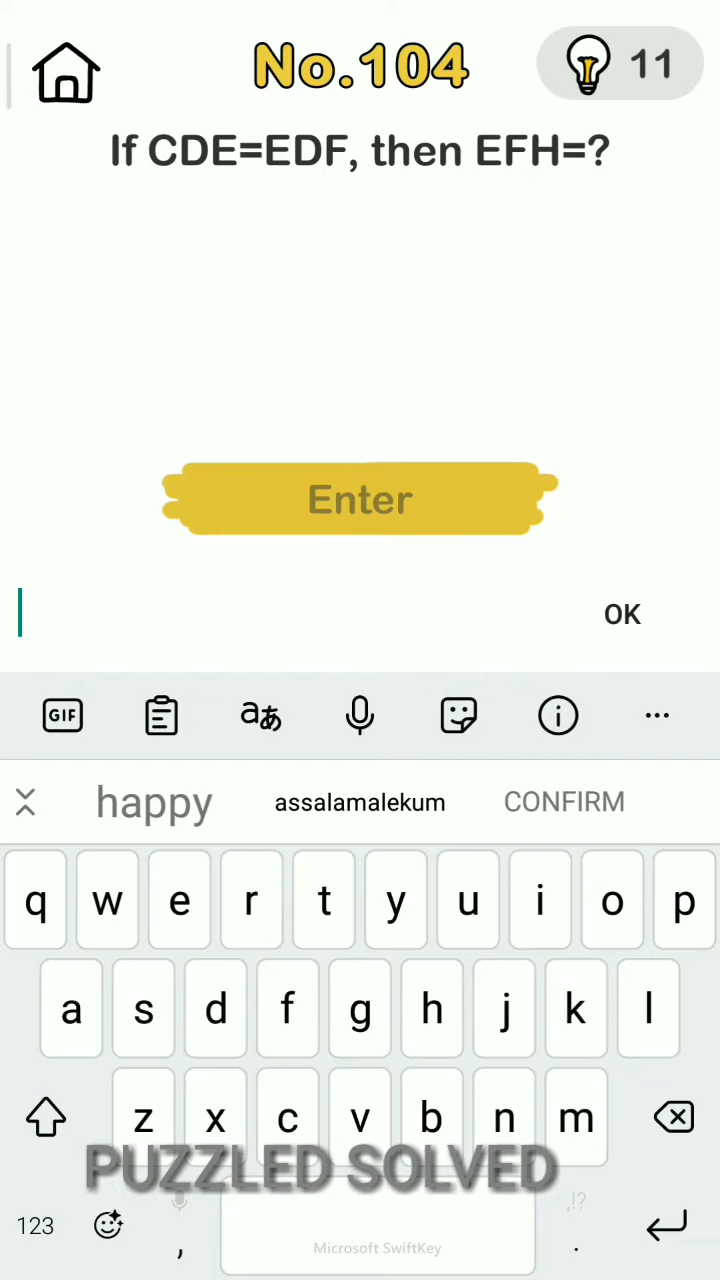 No.104
11
If CDE=EDF, then EFH=?
Enter
OK
GIF
aあ
happy assalamalekum CONFIRM
q w e r t y u i o p
a s d f g h j k l
z x c v b n m
PUZZLED SOLVED
,!?
123 , Microsoft SwiftKey .